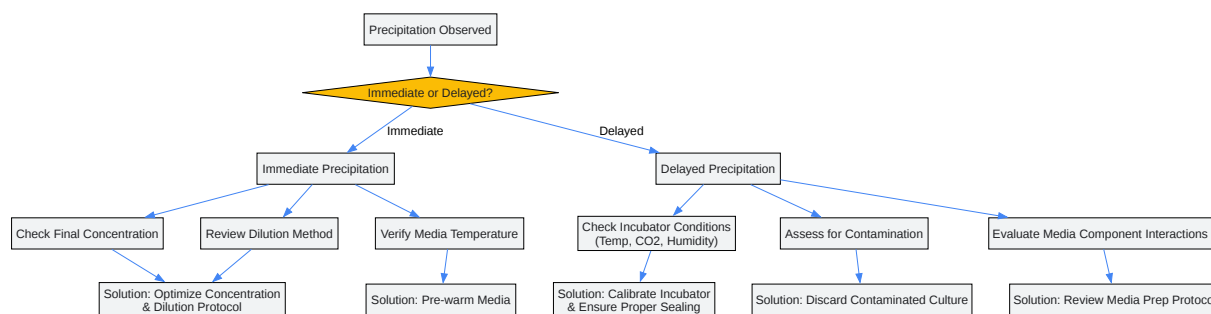 Precipitation Observed
Immediate or Delayed?
Immediate
Delayed
Immediate Precipitation
Delayed Precipitation
Check Final Concentration
Review Dilution Method
Verify Media Temperature
Check Incubator Conditions
(Temp, CO2, Humidity)
Assess for Contamination
Evaluate Media Component Interactions
Solution: Optimize Concentration
& Dilution Protocol
Solution: Pre-warm Media
Solution: Calibrate Incubator
& Ensure Proper Sealing
Solution: Discard Contaminated Culture
Solution: Review Media Prep Protocol